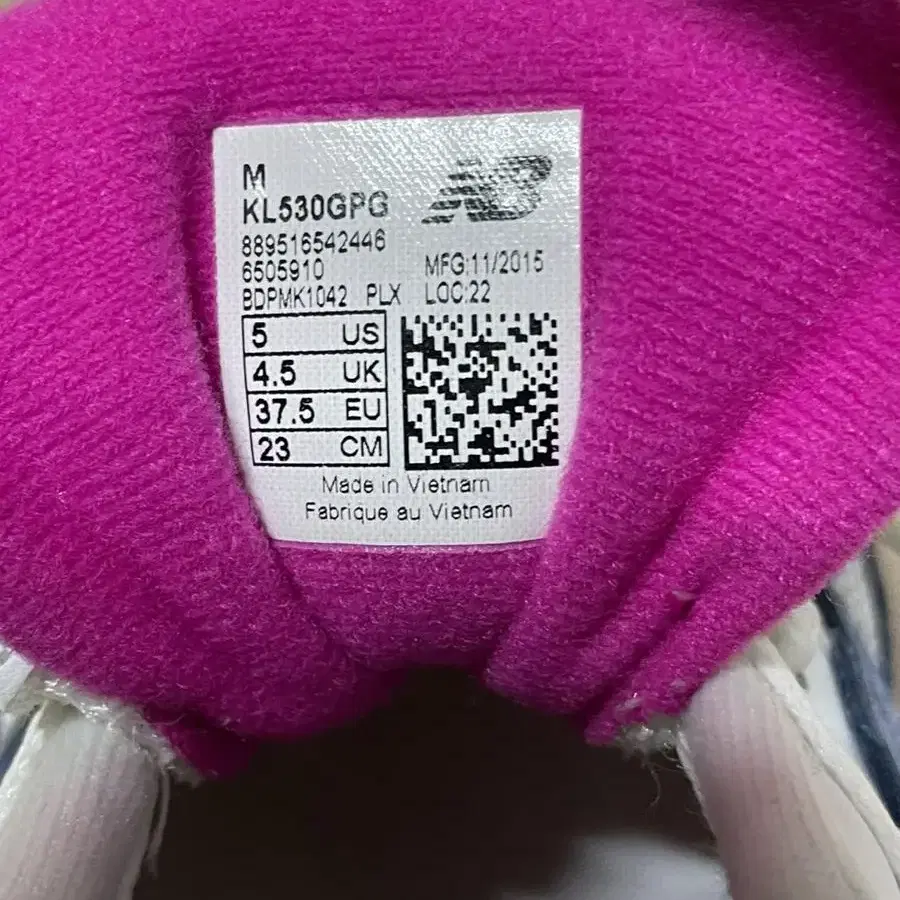 M
KL530GPG
NB
889516542446
6505910 MFG:11/2015
BDPMK1042 PLX LOC:22
5 US
4.5 UK
37.5 EU
23 CM
Made in Vietnam
Fabrique au Vietnam